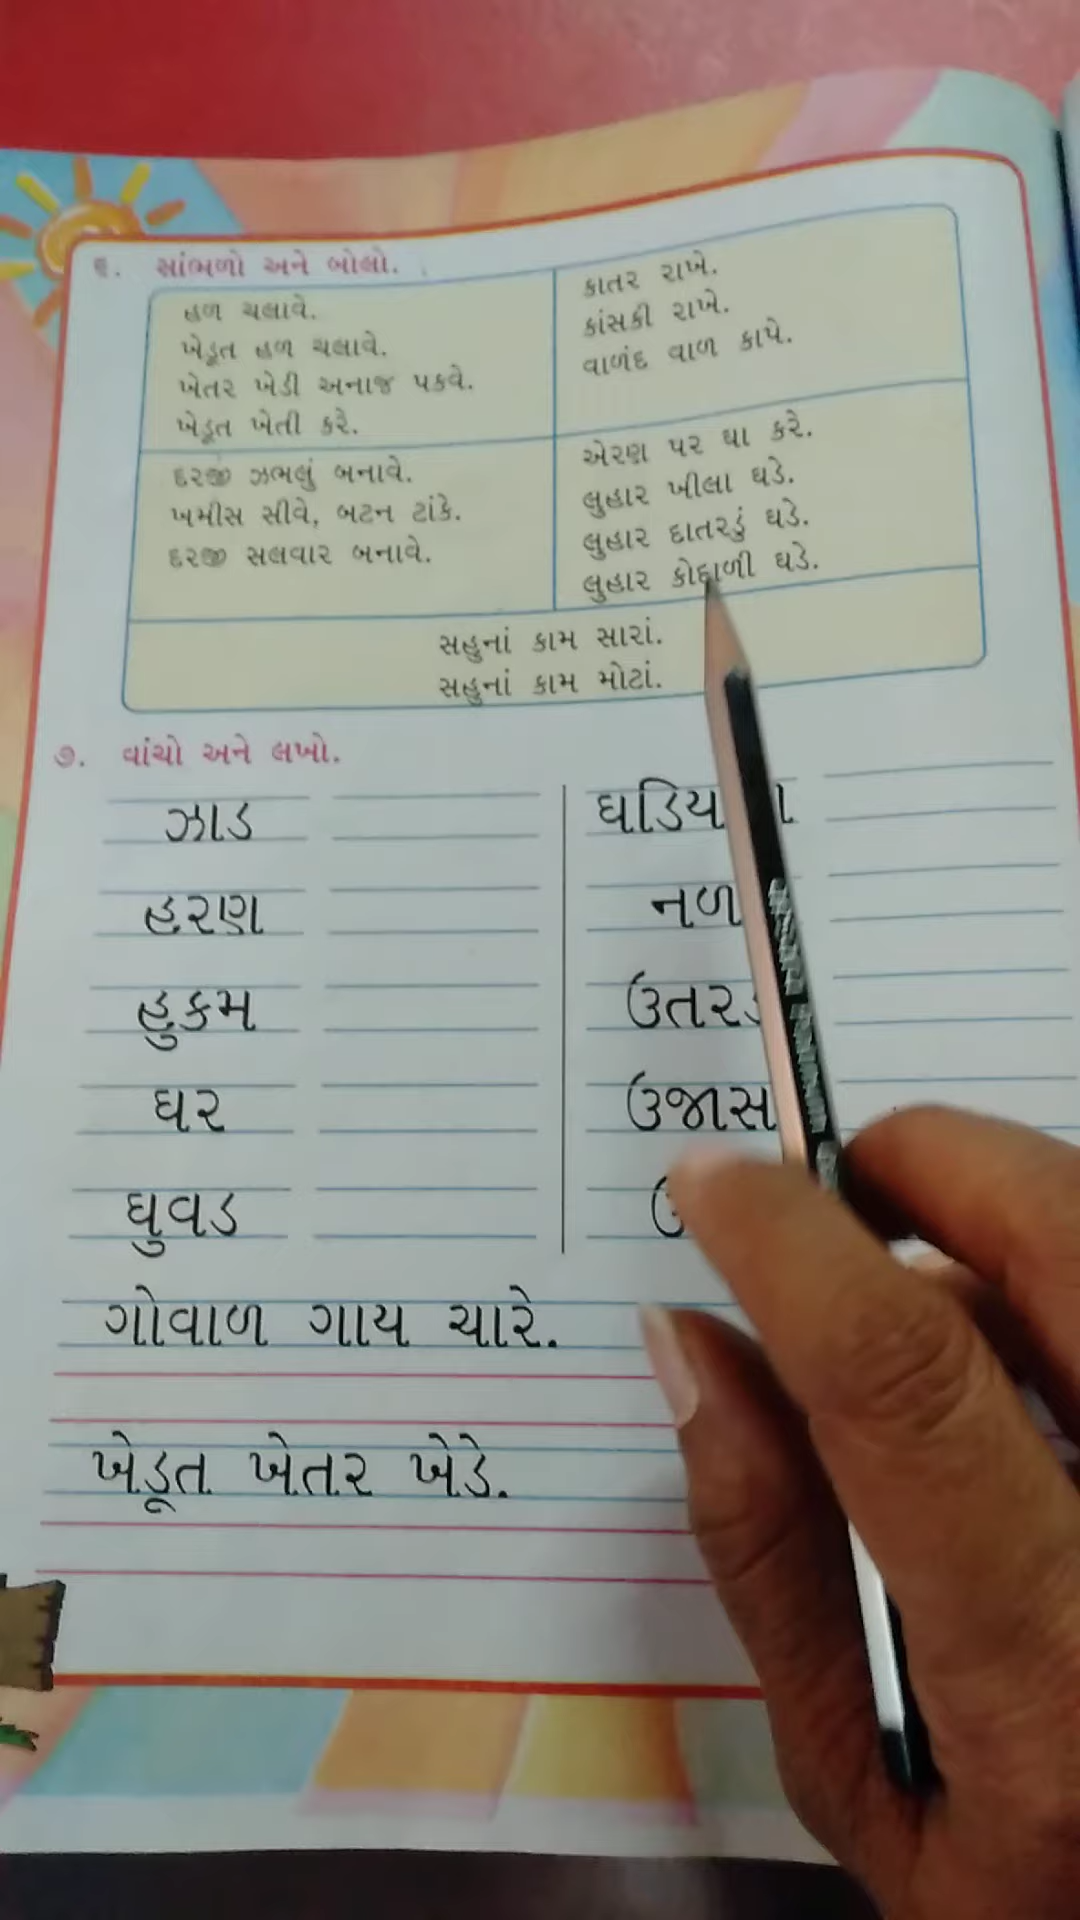 ૬. સાંભળો અને બોલો.
હળ ચલાવે.
ખેડૂત હળ ચલાવે.
ખેતર ખેડી અનાજ પકવે.
ખેડૂત ખેતી કરે.
કાતર રાખે.
કાંસકી રાખે.
વાળંદ વાળ કાપે.
દરજી ઝભલું બનાવે.
ખમીસ સીવે, બટન ટાંકે.
દરજી સલવાર બનાવે.
એરણ પર ઘા કરે.
લુહાર ખીલા ઘડે.
લુહાર દાતરડું ઘડે.
લુહાર કોદાળી ઘડે.
સહુનાં કામ સારાં.
સહુનાં કામ મોટાં.
૭. વાંચો અને લખો.
ઝાડ
હરણ
નળ
હુકમ
ઘર
ઉજાસ
ઘુવડ
ગોવાળ ગાય ચારે.
ખેડૂત ખેતર ખેડે.